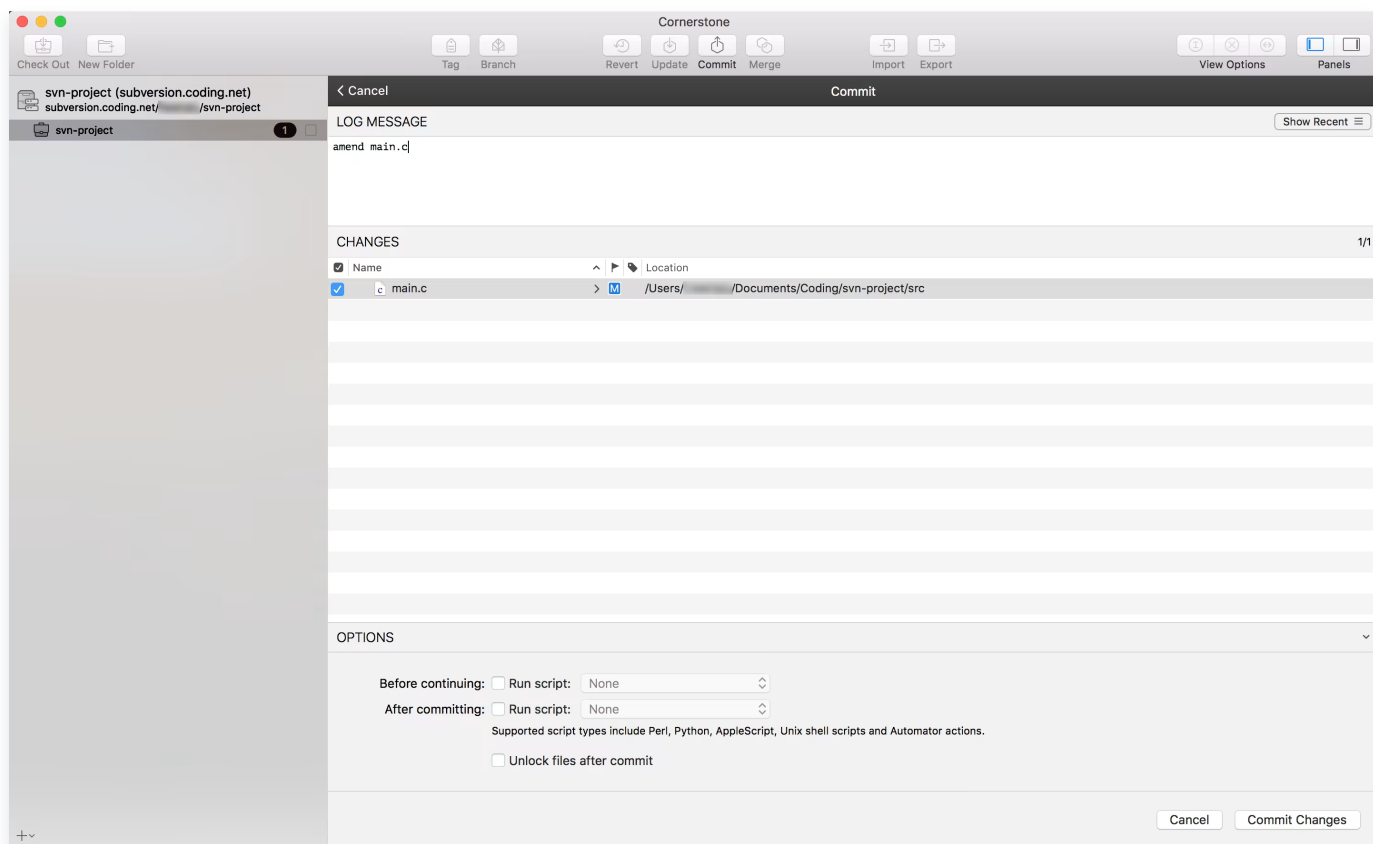 Cornerstone
Check Out New Folder Tag Branch Revert Update Commit Merge Import Export View Options Panels
svn-project (subversion.coding.net)
subversion.coding.net/ /svn-project
svn-project 1
Cancel Commit
LOG MESSAGE Show Recent
amend main.c
CHANGES 1/1
Name Location
c main.c M /Users/ /Documents/Coding/svn-project/src
OPTIONS
Before continuing: Run script: None
After committing: Run script: None
Supported script types include Perl, Python, AppleScript, Unix shell scripts and Automator actions.
Unlock files after commit
Cancel Commit Changes